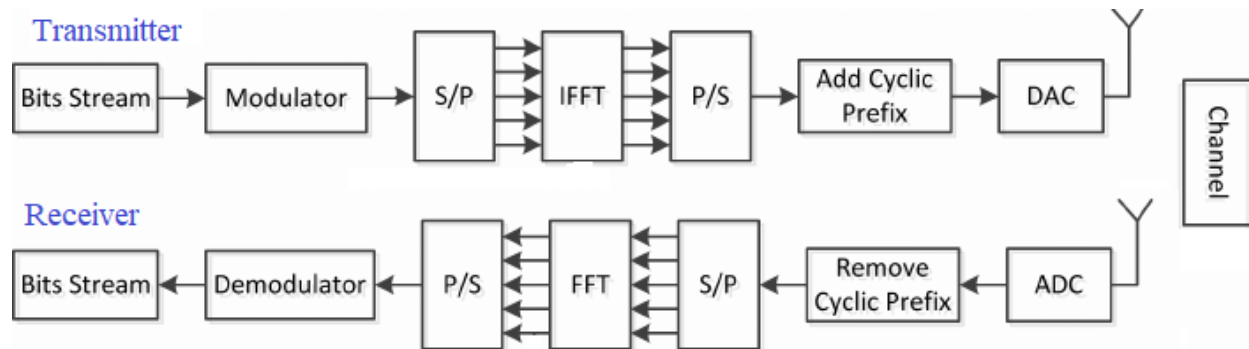 Transmitter
Bits Stream
Modulator
S/P
IFFT
P/S
Add Cyclic
Prefix
DAC
Channel
Receiver
Bits Stream
Demodulator
P/S
FFT
S/P
Remove
Cyclic Prefix
ADC